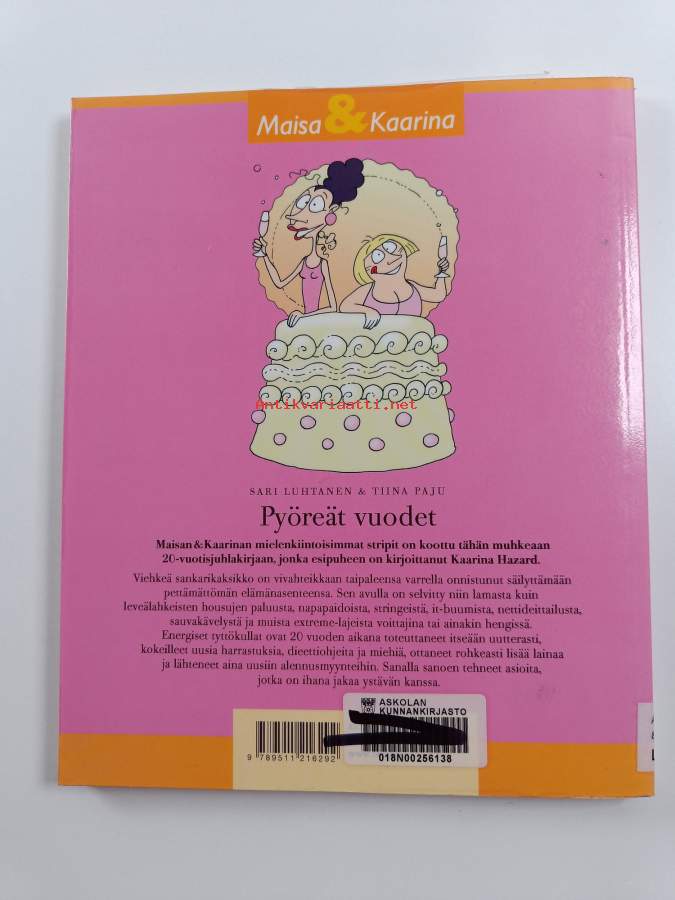 Maisa & Kaarina
Antikvariaatti.net
SARI LUHTANEN & TIINA PAJU
Pyöreät vuodet
Maisan&Kaarinan mielenkiintoisimmat stripit on koottu tähän muhkeaan
20-vuotisjuhlakirjaan, jonka esipuheen on kirjoittanut Kaarina Hazard.
Viehkeä sankarikaksikko on vivahteikkaan taipaleensa varrella onnistunut säilyttämään
pettämättömän elämänasenteensa. Sen avulla on selvitty niin lamasta kuin
leveälahkeisten housujen paluusta, napapaidoista, stringeistä, it-buumista, nettideittailusta,
sauvakävelystä ja muista extreme-lajeista voittajina tai ainakin hengissä.
Energiset tyttökullat ovat 20 vuoden aikana toteuttaneet itseään uutterasti,
kokeilleet uusia harrastuksia, dieettiohjeita ja miehiä, ottaneet rohkeasti lisää lainaa
ja lähteneet aina uusiin alennusmyynteihin. Sanalla sanoen tehneet asioita,
jotka on ihana jakaa ystävän kanssa.
ASKOLAN
KUNNANKIRJASTO
018N00256138
9 789511 216292